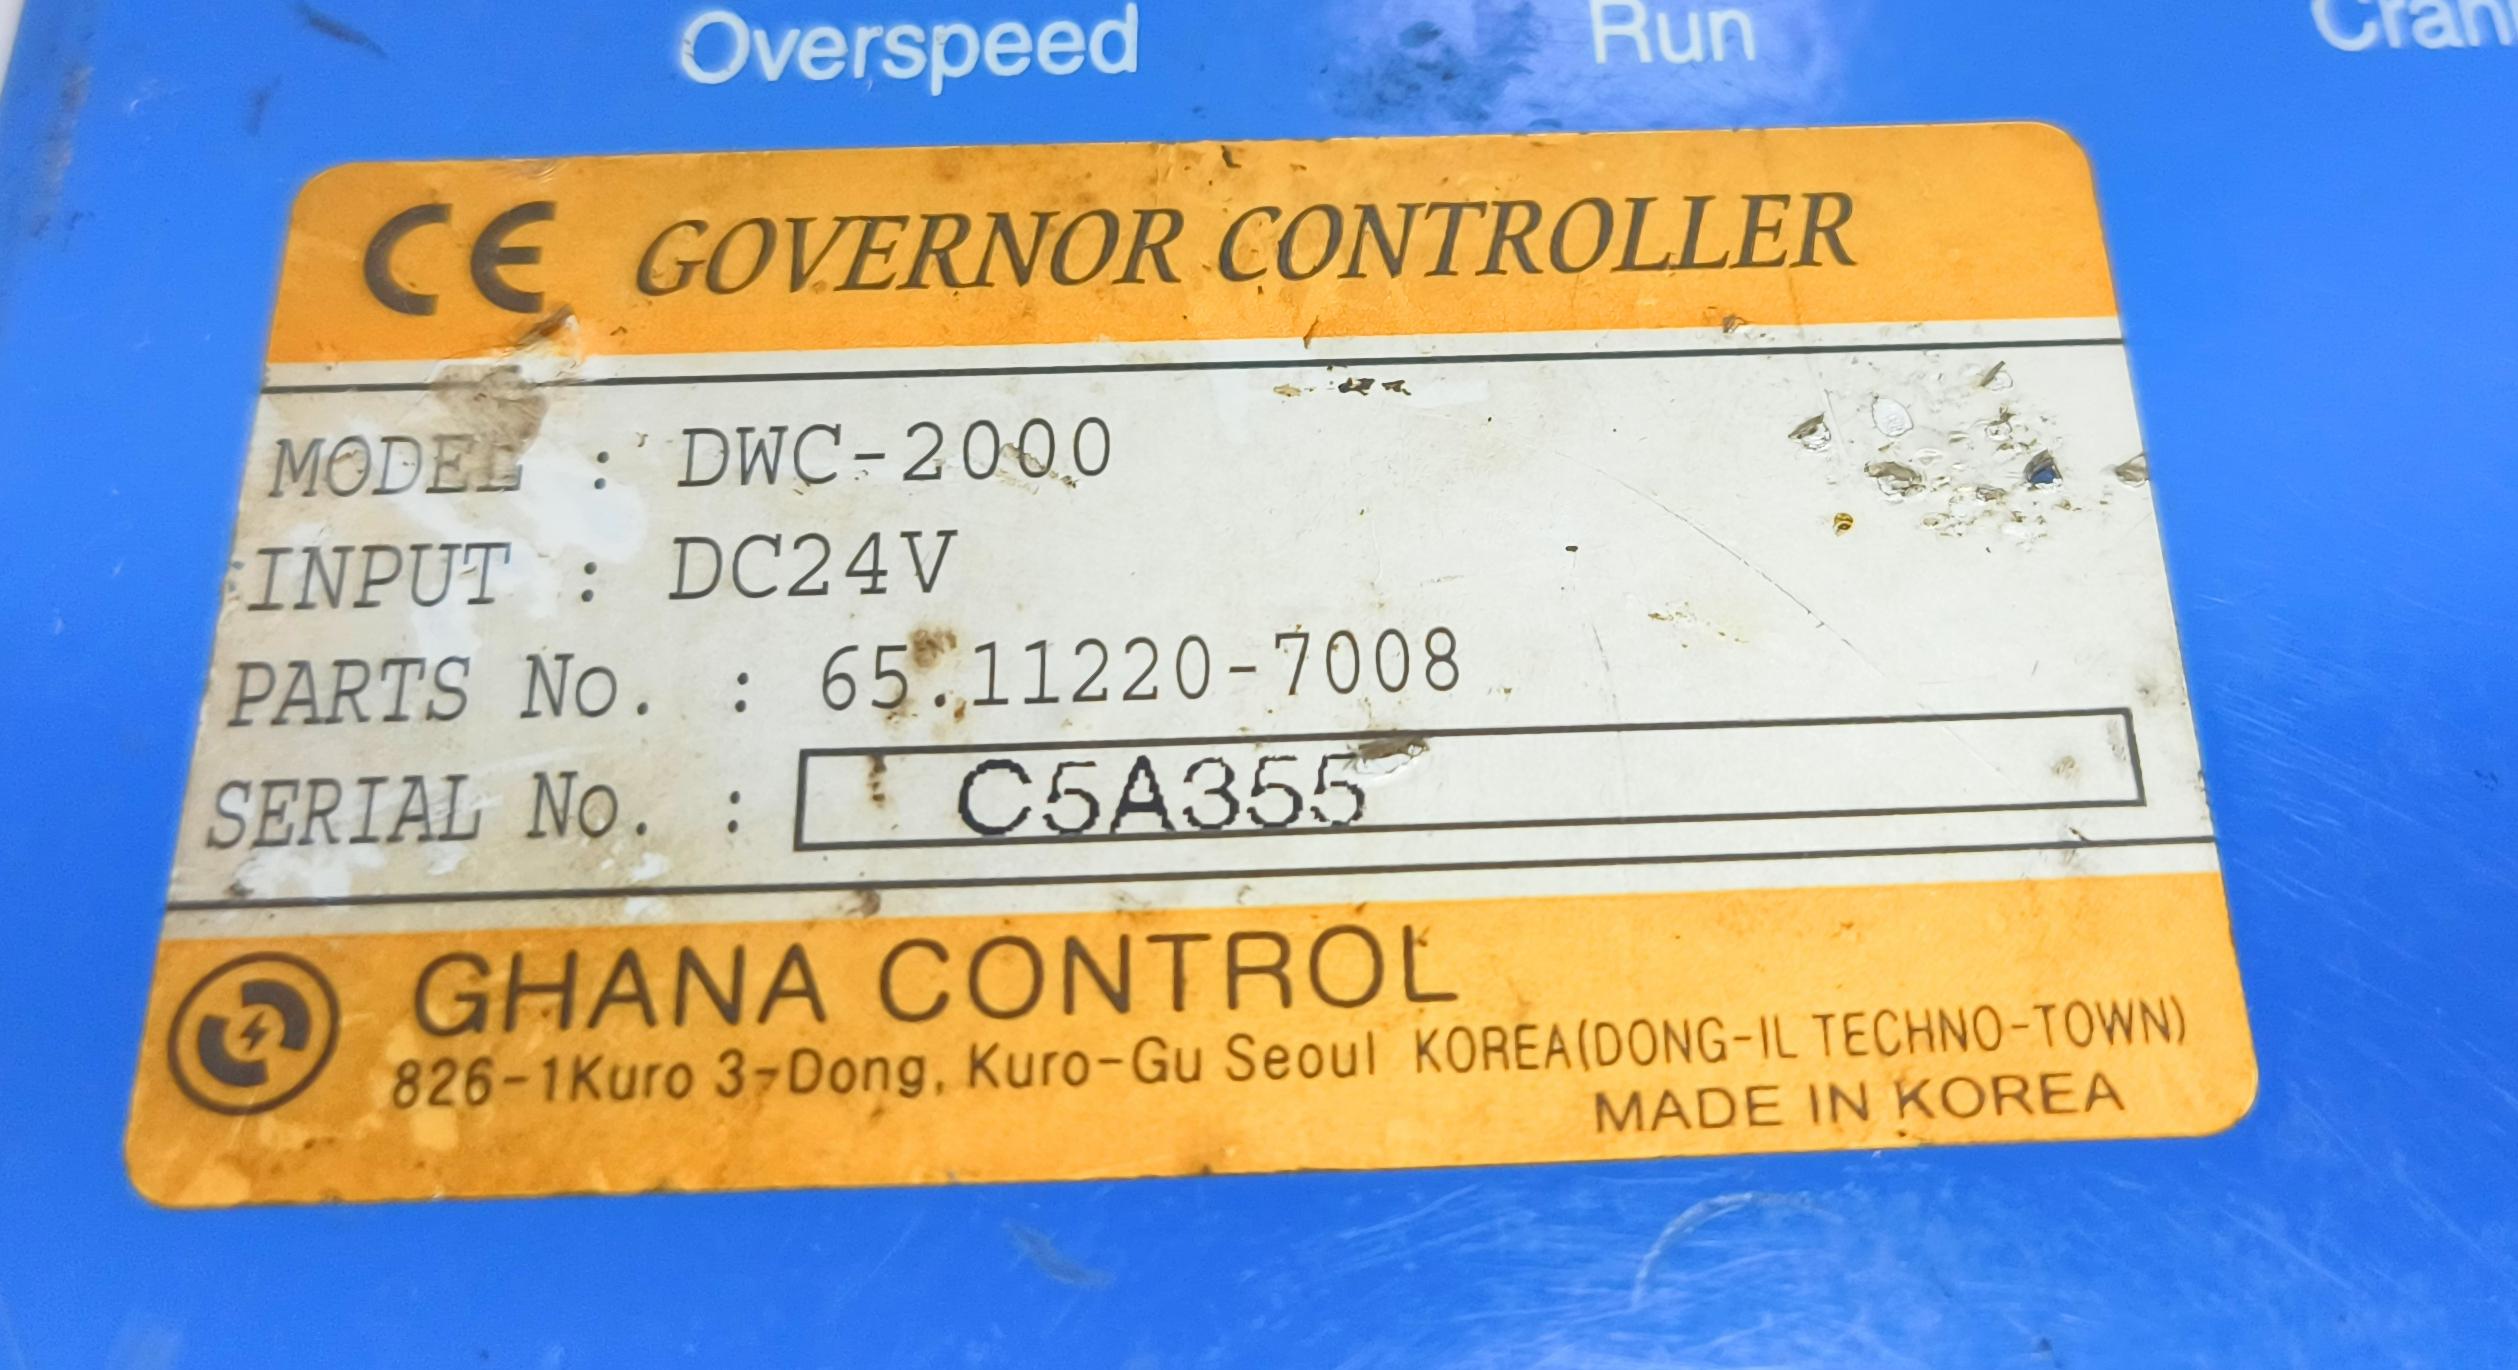 Overspeed Run Cran
CE GOVERNOR CONTROLLER
MODEL : DWC-2000
INPUT : DC24V
PARTS No. : 65.11220-7008
SERIAL No. : C5A355
GHANA CONTROL
826-1Kuro 3-Dong, Kuro-Gu Seoul KOREA(DONG-IL TECHNO-TOWN)
MADE IN KOREA